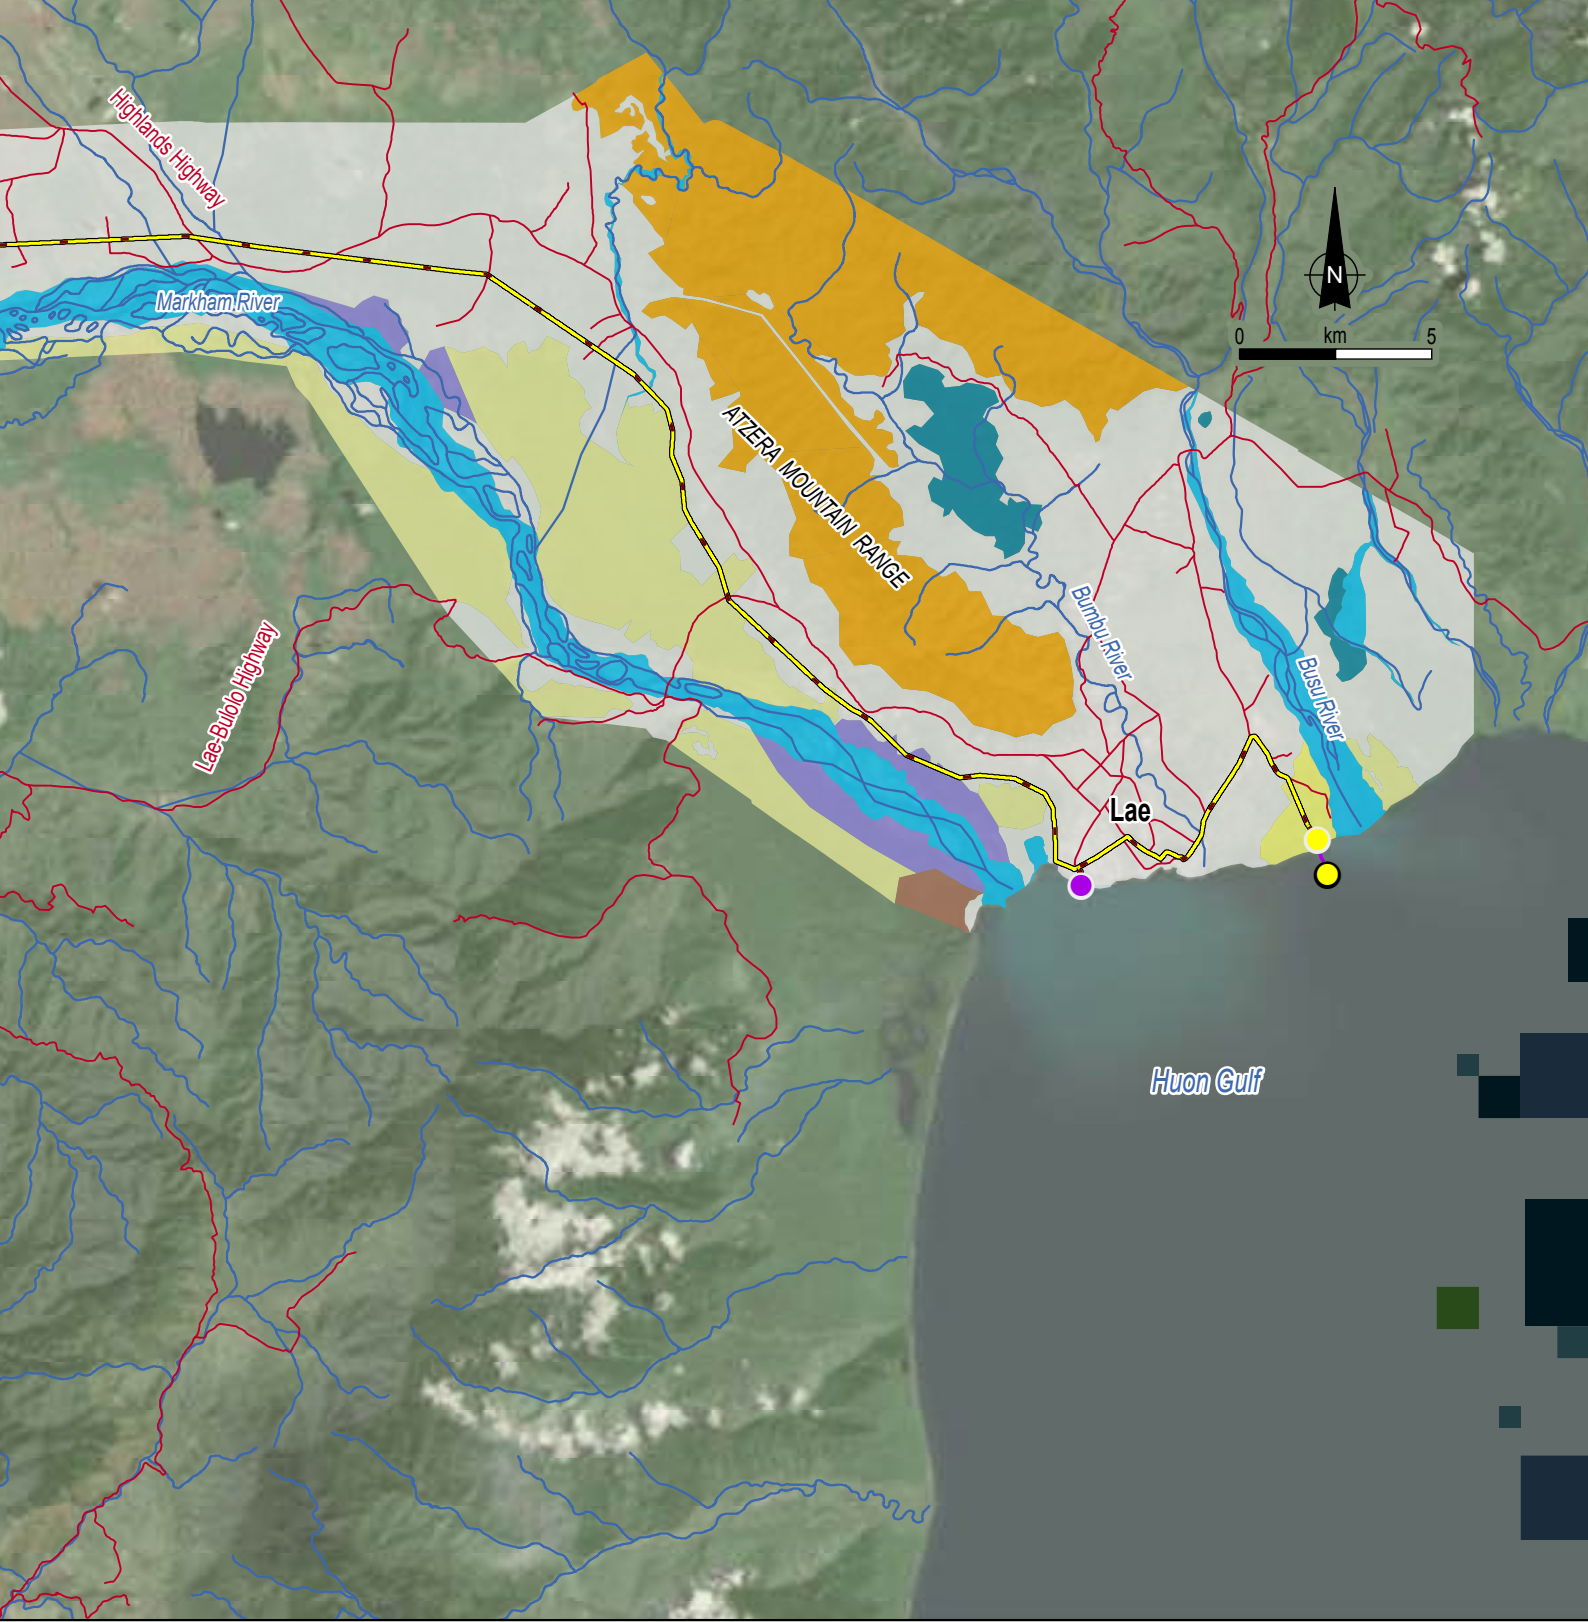 Highlands Highway
N
0 km 5
Markham River
ATZERA MOUNTAIN RANGE
Bumbu River
Busu River
Lae-Bulolo Highway
Lae
Huon Gulf